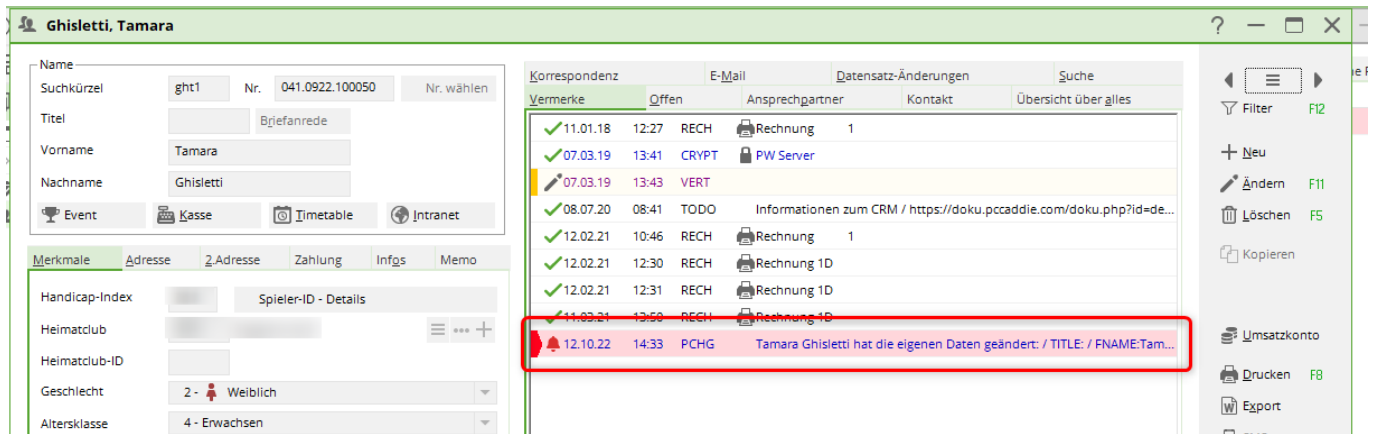 Ghisletti, Tamara
Name
Suchkürzel ght1 Nr. 041.0922.100050 Nr. wählen
Titel Briefanrede
Vorname Tamara
Nachname Ghisletti
Event Kasse Timetable Intranet
Merkmale Adresse 2.Adresse Zahlung Infos Memo
Handicap-Index Spieler-ID - Details
Heimatclub
Heimatclub-ID
Geschlecht 2 - Weiblich
Altersklasse 4 - Erwachsen
Korrespondenz E-Mail Datensatz-Änderungen Suche
Vermerke Offen Ansprechpartner Kontakt Übersicht über alles
11.01.18 12:27 RECH Rechnung 1
07.03.19 13:41 CRYPT PW Server
07.03.19 13:43 VERT
08.07.20 08:41 TODO Informationen zum CRM / https://doku.pccaddie.com/doku.php?id=de...
12.02.21 10:46 RECH Rechnung 1
12.02.21 12:30 RECH Rechnung 1D
12.02.21 12:31 RECH Rechnung 1D
11.03.21 13:50 RECH Rechnung 1D
12.10.22 14:33 PCHG Tamara Ghisletti hat die eigenen Daten geändert: / TITLE: / FNAME:Tam...
Filter F12
Neu
Ändern F11
Löschen F5
Kopieren
Umsatzkonto
Drucken F8
Export